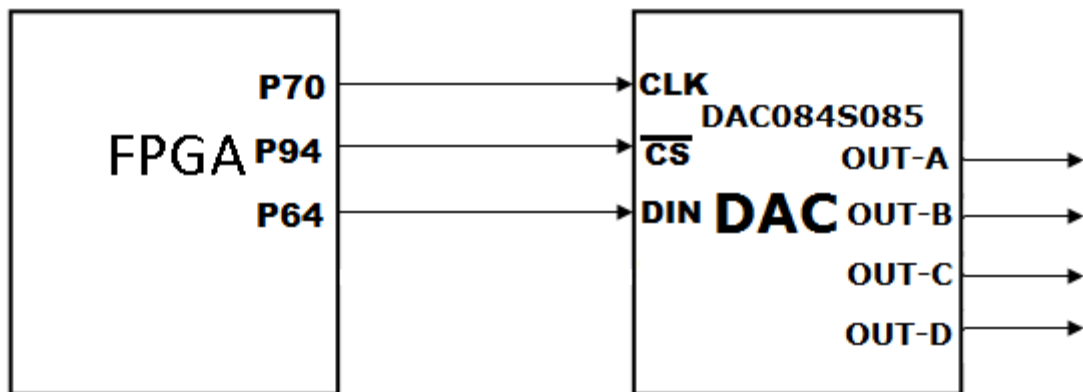 FPGA
P70
P94
P64
CLK
CS
DIN
DAC084S085
DAC
OUT-A
OUT-B
OUT-C
OUT-D